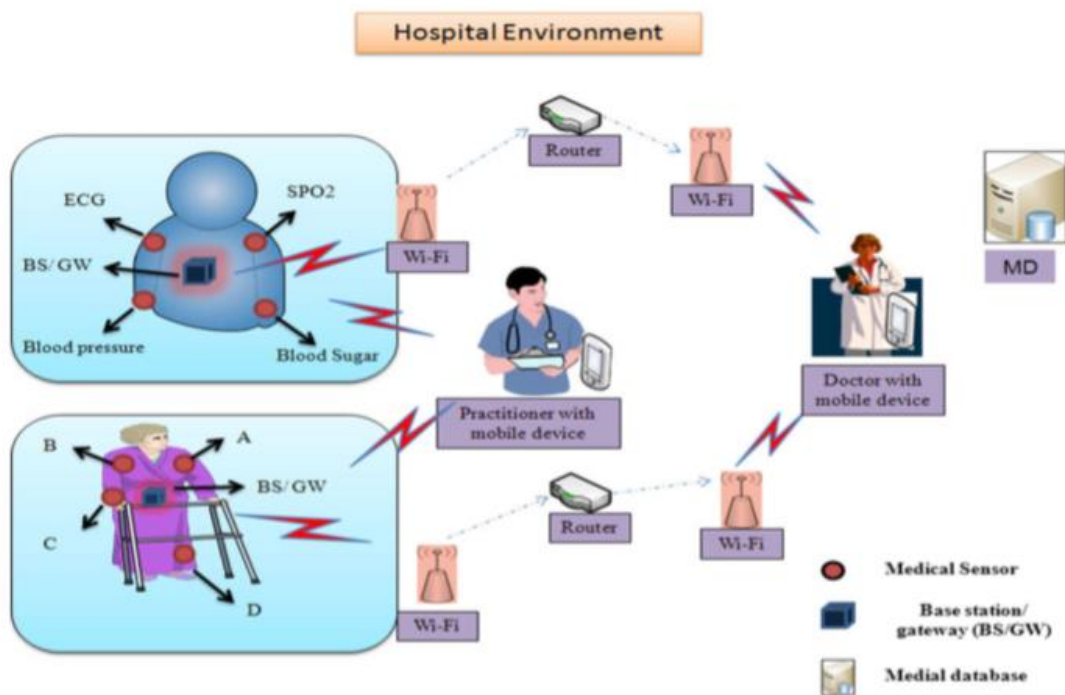 Hospital Environment
Router
Wi-Fi
ECG
SPO2
Wi-Fi
BS/ GW
MD
Blood pressure
Blood Sugar
Practitioner with
mobile device
Doctor with
mobile device
B
A
BS/ GW
C
D
Router
Wi-Fi
Wi-Fi
Medical Sensor
Base station/
gateway (BS/GW)
Medial database